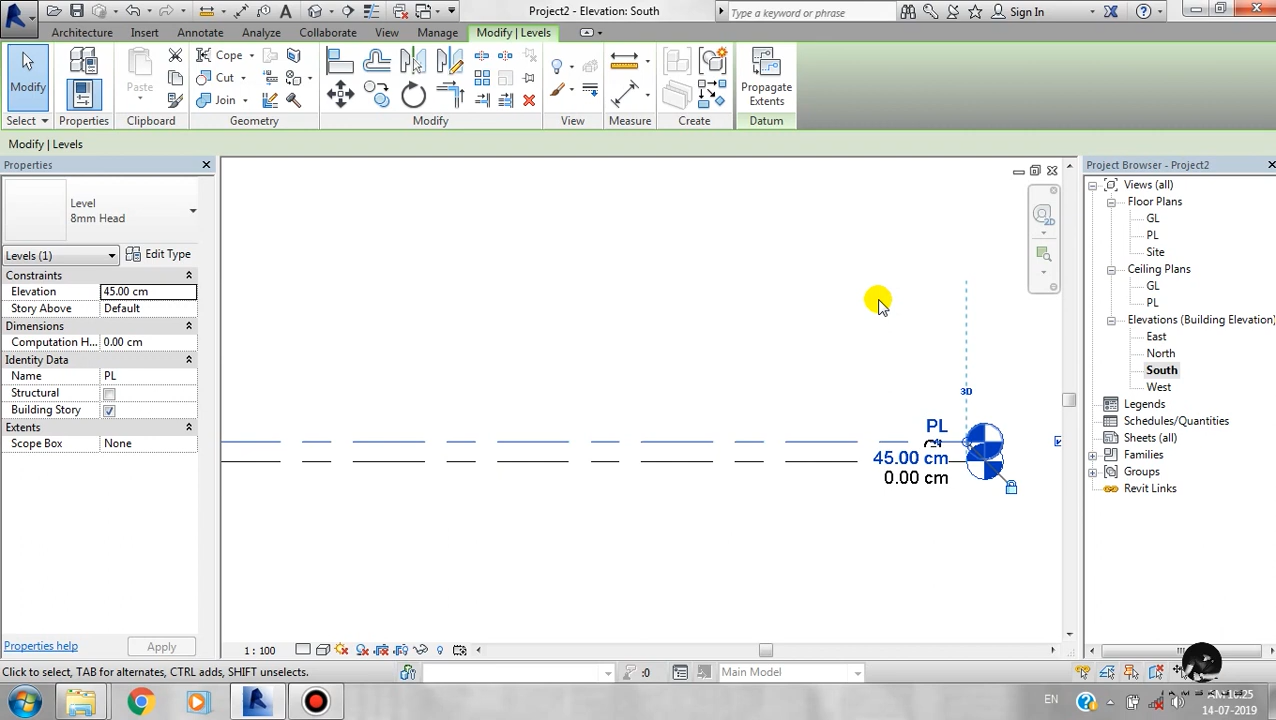 Project2 - Elevation: South
Type a keyword or phrase
Sign In
Architecture Insert Annotate Analyze Collaborate View Manage Modify | Levels
Modify Paste Cope Cut Join Propagate Extents
Select Properties Clipboard Geometry Modify View Measure Create Datum
Modify | Levels
Properties
Level
8mm Head
Levels (1) Edit Type
Constraints
Elevation 45.00 cm
Story Above Default
Dimensions
Computation H... 0.00 cm
Identity Data
Name PL
Structural
Building Story
Extents
Scope Box None
Properties help Apply
2D
3D
PL
45.00 cm
0.00 cm
Project Browser - Project2
Views (all)
Floor Plans
GL
PL
Site
Ceiling Plans
GL
PL
Elevations (Building Elevation)
East
North
South
West
Legends
Schedules/Quantities
Sheets (all)
Families
Groups
Revit Links
1 : 100
Click to select, TAB for alternates, CTRL adds, SHIFT unselects.
:0
Main Model
EN
14-07-2019